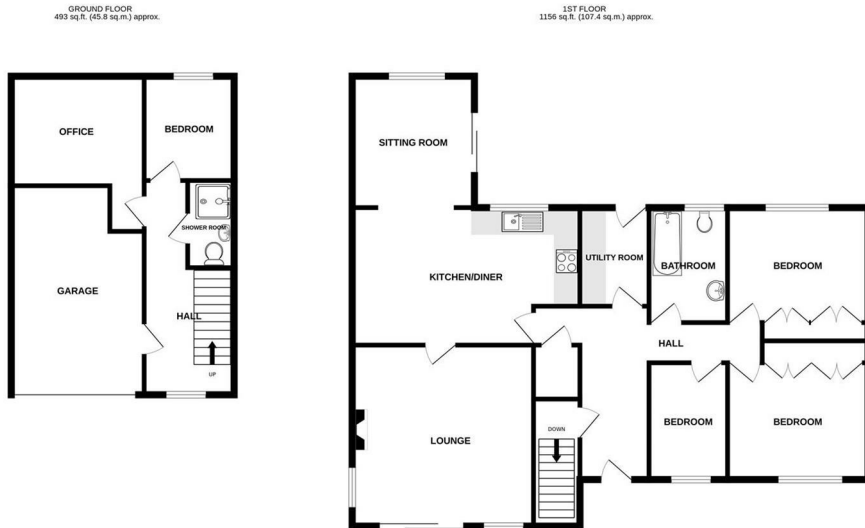 GROUND FLOOR
493 sq.ft. (45.8 sq.m.) approx.
OFFICE
BEDROOM
SHOWER ROOM
GARAGE
HALL
UP
1ST FLOOR
1156 sq.ft. (107.4 sq.m.) approx.
SITTING ROOM
KITCHEN/DINER
UTILITY ROOM
BATHROOM
BEDROOM
HALL
LOUNGE
DOWN
BEDROOM
BEDROOM